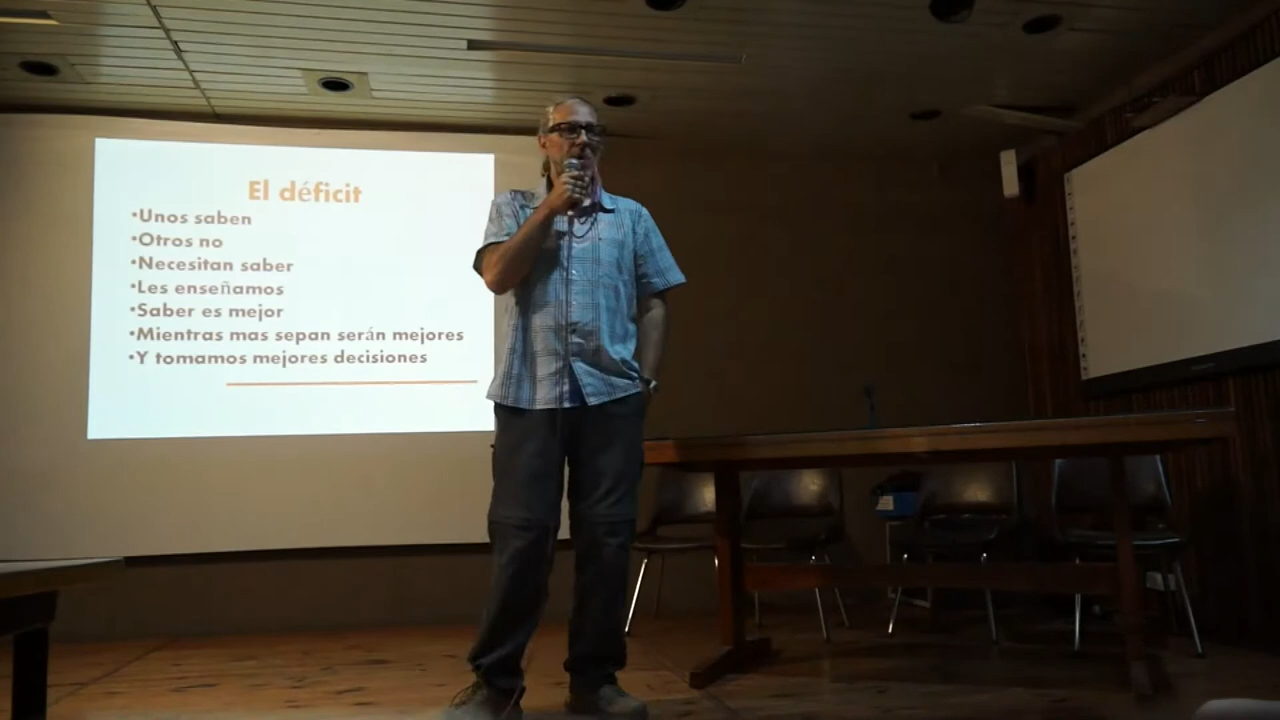 El déficit
•Unos saben
•Otros no
•Necesitan saber
•Les enseñamos
•Saber es mejor
•Mientras mas sepan serán mejores
•Y tomamos mejores decisiones